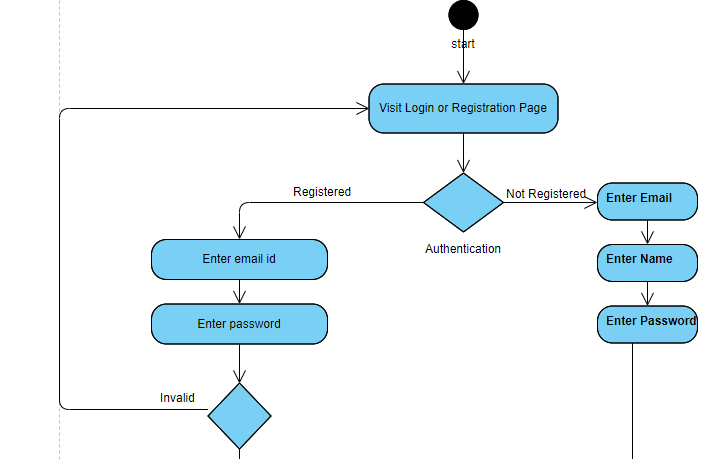 start
Visit Login or Registration Page
Registered
Not Registered
Enter Email
Authentication
Enter email id
Enter Name
Enter password
Enter Password
Invalid